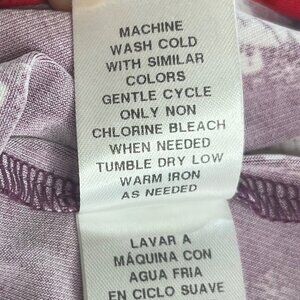 MACHINE
WASH COLD
WITH SIMILAR
COLORS
GENTLE CYCLE
ONLY NON
CHLORINE BLEACH
WHEN NEEDED
TUMBLE DRY LOW
WARM IRON
AS NEEDED
LAVAR A
MÁQUINA CON
AGUA FRIA
EN CICLO SUAVE